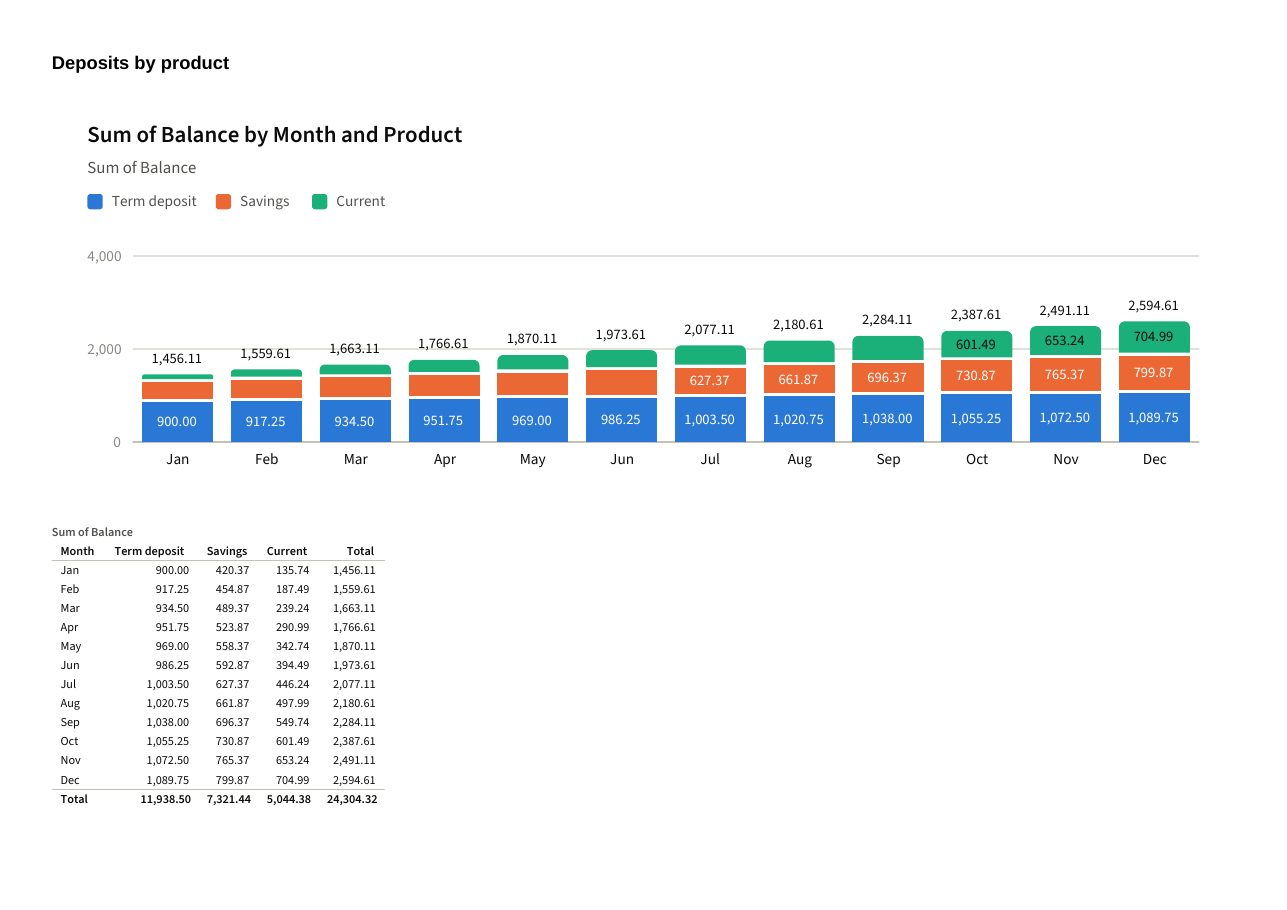 Deposits by product
Sum of Balance by Month and Product
Sum of Balance
Term deposit Savings Current
4,000
2,000
0
1,456.11 1,559.61 1,663.11 1,766.61 1,870.11 1,973.61 2,077.11 2,180.61 2,284.11 2,387.61 2,491.11 2,594.61
601.49 653.24 704.99
627.37 661.87 696.37 730.87 765.37 799.87
900.00 917.25 934.50 951.75 969.00 986.25 1,003.50 1,020.75 1,038.00 1,055.25 1,072.50 1,089.75
Jan Feb Mar Apr May Jun Jul Aug Sep Oct Nov Dec
Sum of Balance
Month Term deposit Savings Current Total
Jan 900.00 420.37 135.74 1,456.11
Feb 917.25 454.87 187.49 1,559.61
Mar 934.50 489.37 239.24 1,663.11
Apr 951.75 523.87 290.99 1,766.61
May 969.00 558.37 342.74 1,870.11
Jun 986.25 592.87 394.49 1,973.61
Jul 1,003.50 627.37 446.24 2,077.11
Aug 1,020.75 661.87 497.99 2,180.61
Sep 1,038.00 696.37 549.74 2,284.11
Oct 1,055.25 730.87 601.49 2,387.61
Nov 1,072.50 765.37 653.24 2,491.11
Dec 1,089.75 799.87 704.99 2,594.61
Total 11,938.50 7,321.44 5,044.38 24,304.32